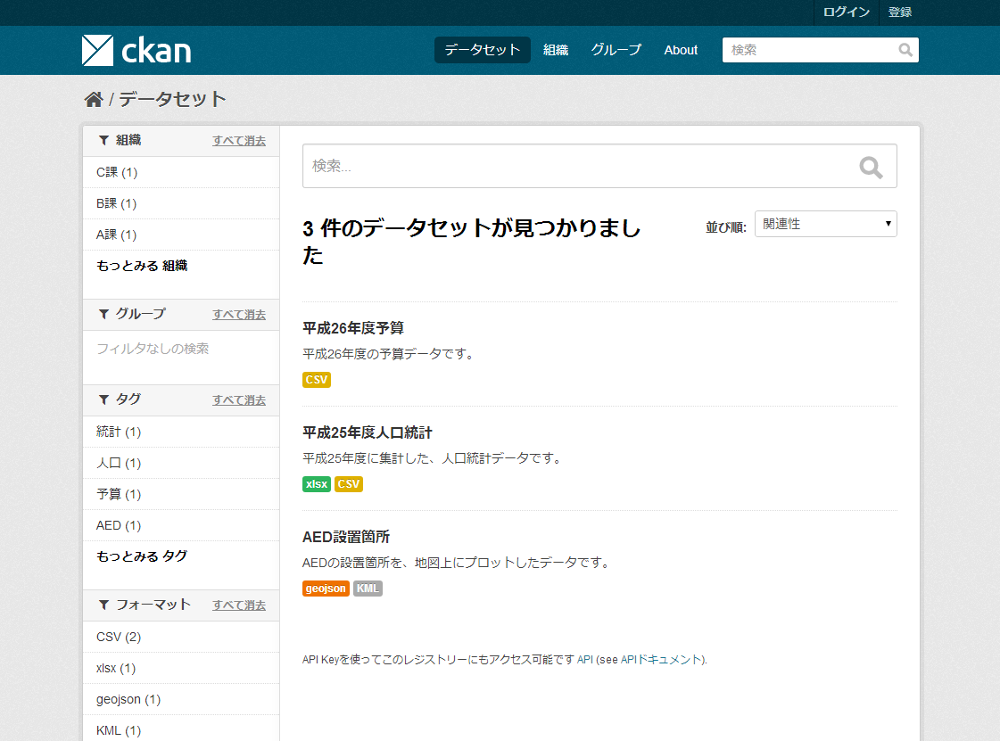 ログイン 登録
ckan データセット 組織 グループ About 検索
/ データセット
組織 すべて消去
C課 (1)
B課 (1)
A課 (1)
もっとみる 組織
グループ すべて消去
フィルタなしの検索
タグ すべて消去
統計 (1)
人口 (1)
予算 (1)
AED (1)
もっとみる タグ
フォーマット すべて消去
CSV (2)
xlsx (1)
geojson (1)
KML (1)
検索...
3 件のデータセットが見つかりまし
た
並び順: 関連性
平成26年度予算
平成26年度の予算データです。
CSV
平成25年度人口統計
平成25年度に集計した、人口統計データです。
xlsx CSV
AED設置箇所
AEDの設置箇所を、地図上にプロットしたデータです。
geojson KML
API Keyを使ってこのレジストリーにもアクセス可能です API (see APIドキュメント).